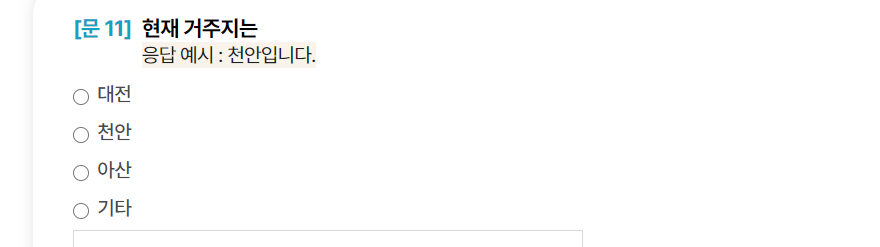 [문 11] 현재 거주지는
응답 예시 : 천안입니다.
대전
천안
아산
기타